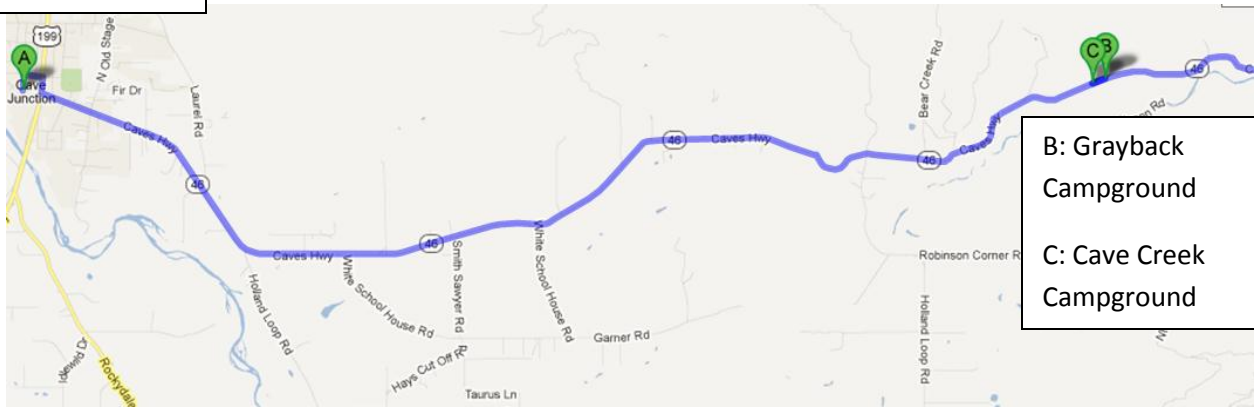 199
A
Cave
Junction
N Old Stage
Fir Dr
Laurel Rd
Caves Hwy
46
Caves Hwy
46
White School House Rd
Smith Sawyer Rd
White School House Rd
Holland Loop Rd
Garner Rd
Hays Cut Off R
Taurus Ln
Idlewild Dr
Rockydale
46
Caves Hwy
Bear Creek Rd
46
Caves Hwy
C
B
46
C
on Rd
Robinson Corner R
Holland Loop Rd
B: Grayback
Campground
C: Cave Creek
Campground